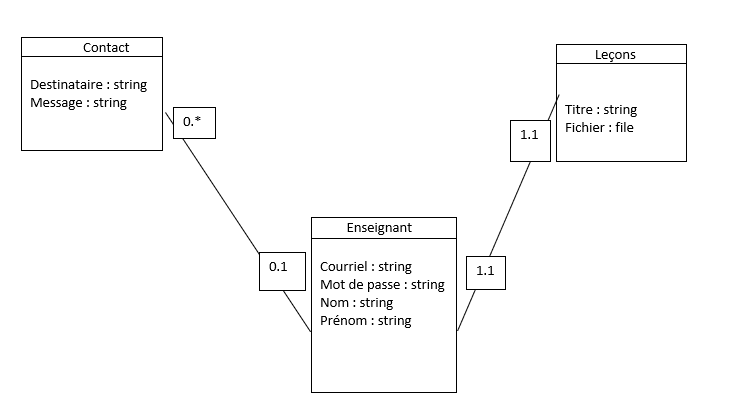 Contact
Destinataire : string
Message : string
0.*
Leçons
Titre : string
Fichier : file
1.1
Enseignant
Courriel : string
Mot de passe : string
Nom : string
Prénom : string
0.1
1.1